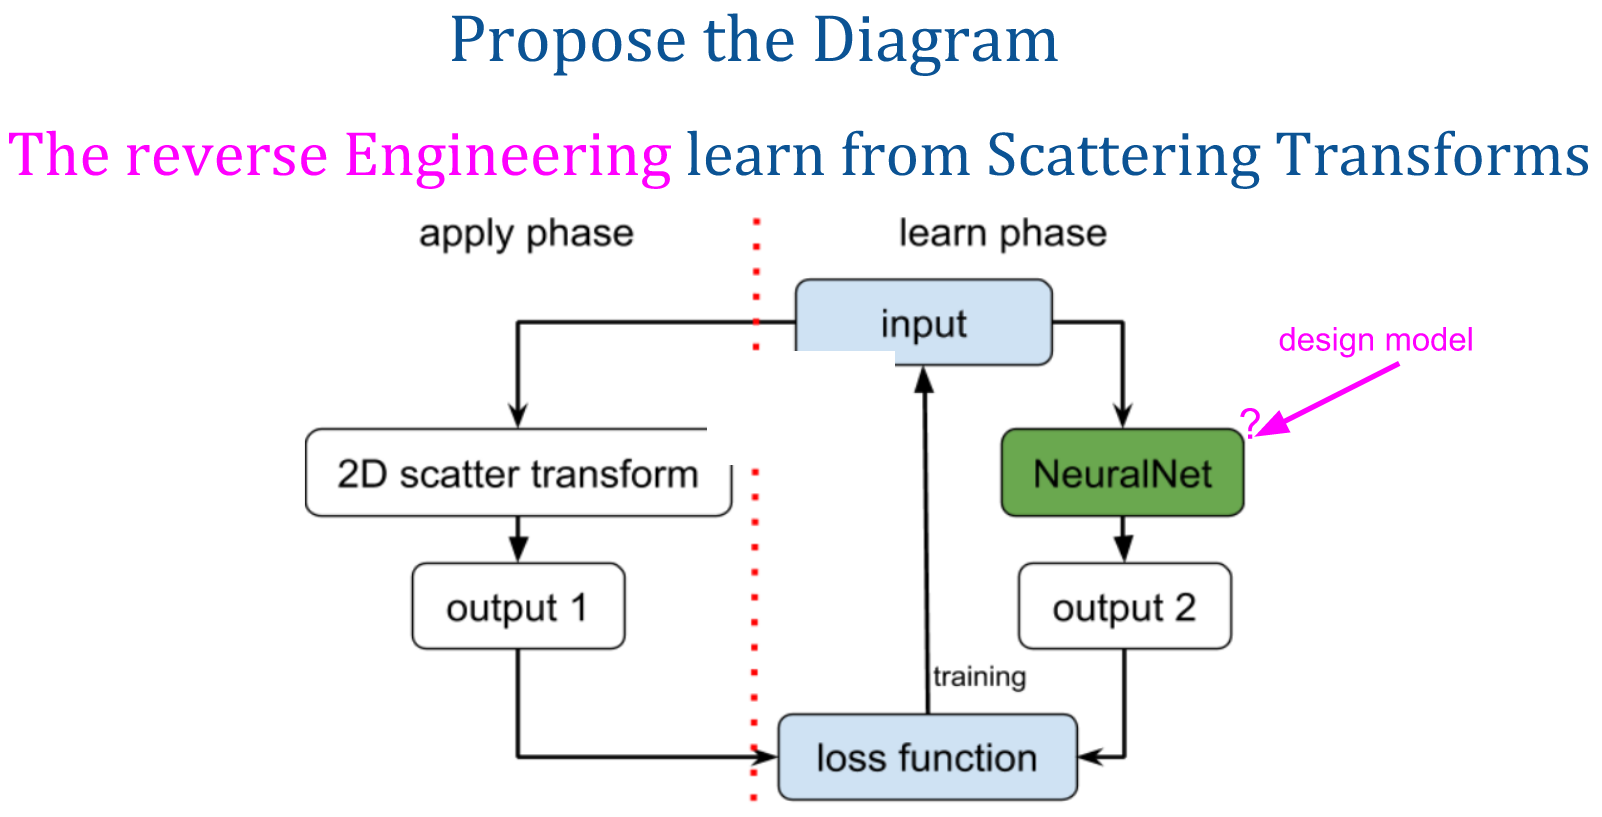 Propose the Diagram
The reverse Engineering learn from Scattering Transforms
apply phase
learn phase
input
design model
?
2D scatter transform
NeuralNet
output 1
output 2
training
loss function